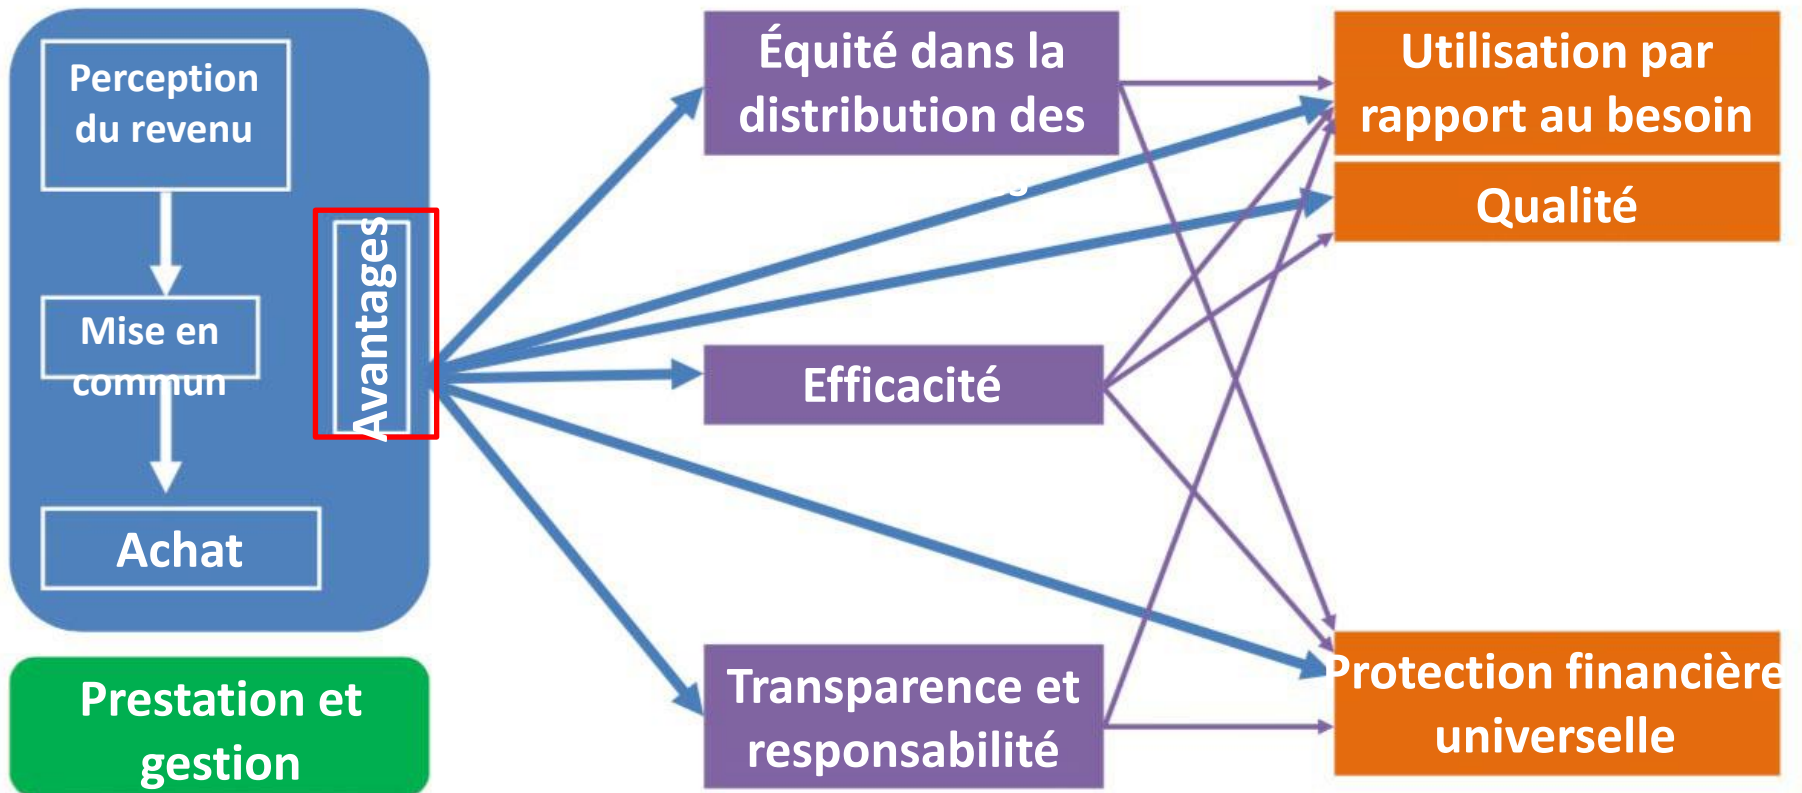 Perception
du revenu
Mise en
commun
Achat
Avantages
Prestation et
gestion
Équité dans la
distribution des
Efficacité
Transparence et
responsabilité
Utilisation par
rapport au besoin
Qualité
Protection financière
universelle